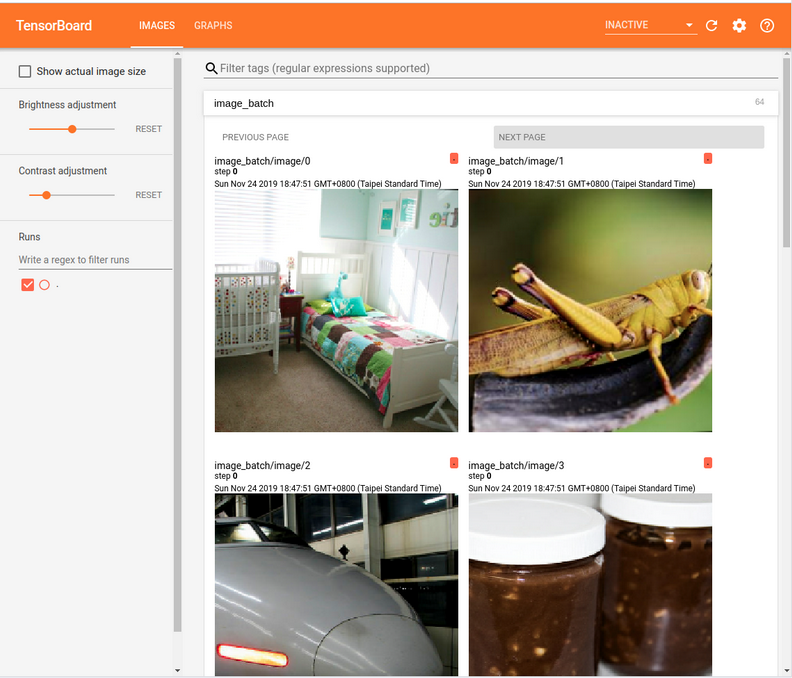 TensorBoard IMAGES GRAPHS INACTIVE
Show actual image size
Brightness adjustment
RESET
Contrast adjustment
RESET
Runs
Write a regex to filter runs
.
Filter tags (regular expressions supported)
image_batch 64
PREVIOUS PAGE NEXT PAGE
image_batch/image/0
step 0
Sun Nov 24 2019 18:47:51 GMT+0800 (Taipei Standard Time)
image_batch/image/1
step 0
Sun Nov 24 2019 18:47:51 GMT+0800 (Taipei Standard Time)
image_batch/image/2
step 0
Sun Nov 24 2019 18:47:51 GMT+0800 (Taipei Standard Time)
image_batch/image/3
step 0
Sun Nov 24 2019 18:47:51 GMT+0800 (Taipei Standard Time)